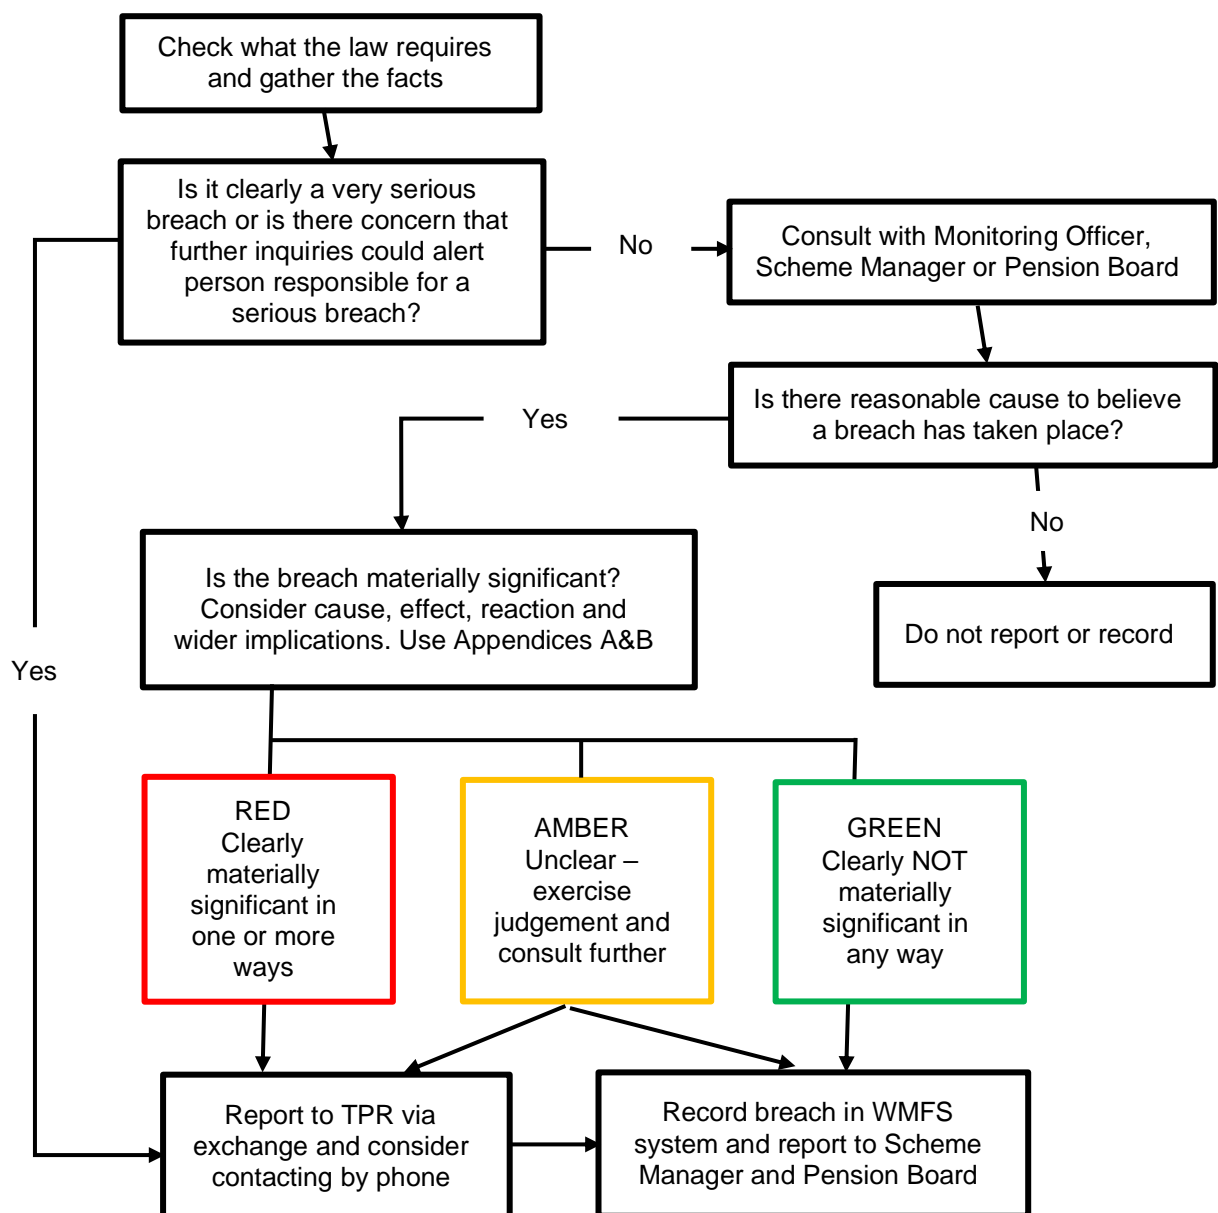 Check what the law requires
and gather the facts
Is it clearly a very serious
breach or is there concern that
further inquiries could alert
person responsible for a
serious breach?
No
Consult with Monitoring Officer,
Scheme Manager or Pension Board
Is there reasonable cause to believe
a breach has taken place?
Yes
No
Is the breach materially significant?
Consider cause, effect, reaction and
wider implications. Use Appendices A&B
Do not report or record
Yes
RED
Clearly
materially
significant in
one or more
ways
AMBER
Unclear –
exercise
judgement and
consult further
GREEN
Clearly NOT
materially
significant in
any way
Report to TPR via
exchange and consider
contacting by phone
Record breach in WMFS
system and report to Scheme
Manager and Pension Board